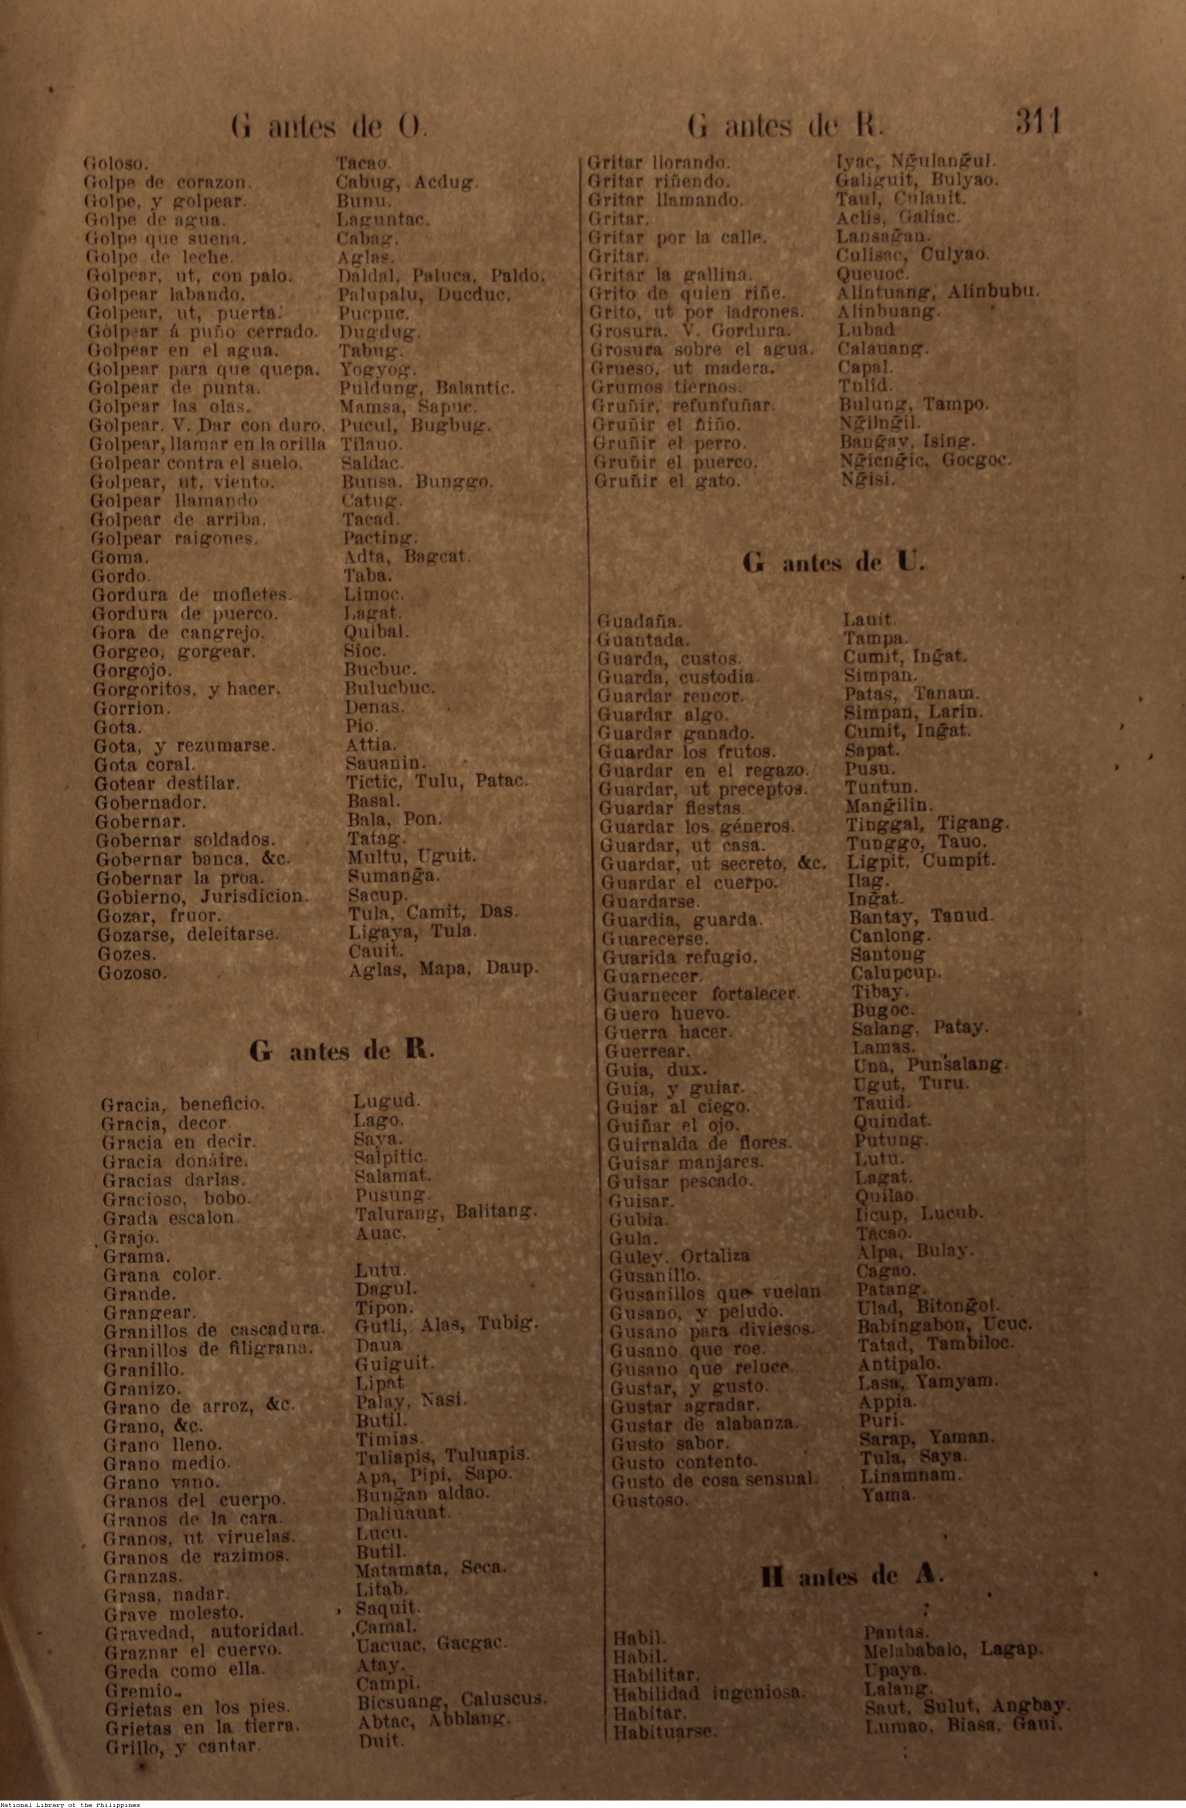 G antes de O.
Goloso. Tacao.
Golpe de corazon. Cabug, Acdug.
Golpe, y golpear. Bunu.
Golpe de agua. Laguntac.
Golpe que suena. Cabag.
Golpe de leche. Aglas.
Golpear, ut, con palo. Daldal, Paluca, Paldo.
Golpear labando. Palupalu, Ducduc.
Golpear, ut, puerta. Pucpuc.
Golpear á puño cerrado. Dugdug.
Golpear en el agua. Tabug.
Golpear para que quepa. Yogyog.
Golpear de punta. Puldung, Balantic.
Golpear las olas. Mamsa, Sapuc.
Golpear. V. Dar con duro. Pucul, Bugbug.
Golpear, llamar en la orilla Tilauo.
Golpear contra el suelo. Saldac.
Golpear, ut, viento. Bunsa. Bunggo.
Golpear llamando Catug.
Golpear de arriba. Tacad.
Golpear raigones. Pacting.
Goma. Adta, Bagcat.
Gordo. Taba.
Gordura de mofletes. Limoc.
Gordura de puerco. Lagat.
Gora de cangrejo. Quibal.
Gorgeo, gorgear. Sioc.
Gorgojo. Bucbuc.
Gorgoritos, y hacer. Bulucbuc.
Gorrion. Denas.
Gota. Pio.
Gota, y rezumarse. Attia.
Gota coral. Sauanin.
Gotear destilar. Tictic, Tulu, Patac.
Gobernador. Basal.
Gobernar. Bala, Pon.
Gobernar soldados. Tatag.
Gobernar banca, &c. Multu, Uguit.
Gobernar la proa. Sumang̃a.
Gobierno, Jurisdicion. Sacup.
Gozar, fruor. Tula, Camit, Das.
Gozarse, deleitarse. Ligaya, Tula.
Gozes. Cauit.
Gozoso. Aglas, Mapa, Daup.
G antes de R.
Gracia, beneficio. Lugud.
Gracia, decor Lago.
Gracia en decir. Saya.
Gracia donáire. Salpitic.
Gracias darlas. Salamat.
Gracioso, bobo. Pusung.
Grada escalon. Talurang, Balitang.
Grajo. Auac.
Grama.
Grana color. Lutu.
Grande. Dagul.
Grangear. Tipon.
Granillos de cascadura. Gutli, Alas, Tubig.
Granillos de filigrana. Daua
Granillo. Guiguit.
Granizo. Lipat
Grano de arroz, &c. Palay, Nasi.
Grano, &c. Butil.
Grano lleno. Timias.
Grano medio. Tuliapis, Tuluapis.
Grano vano. Apa, Pipi, Sapo.
Granos del cuerpo. Bung̃an aldao.
Granos de la cara. Daliuauat.
Granos, ut viruelas. Lucu.
Granos de razimos. Butil.
Granzas. Matamata, Seca.
Grasa, nadar. Litab.
Grave molesto. Saquit.
Gravedad, autoridad. Camal.
Graznar el cuervo. Uacuac, Gacgac.
Greda como ella. Atay.
Gremio. Campi.
Grietas en los pies. Bicsuang, Caluscus.
Grietas en la tierra. Abtac, Abblang.
Grillo, y cantar. Duit.
G antes de R. 311
Gritar llorando. Iyac, Ng̃ulang̃ul.
Gritar riñendo. Galiguit, Bulyao.
Gritar llamando. Taul, Culauit.
Gritar. Aclis, Galiac.
Gritar por la calle. Lansag̃an.
Gritar. Culisac, Culyao.
Gritar la gallina. Queuoc.
Grito de quien riñe. Alintuang, Alinbubu.
Grito, ut por ladrones. Alinbuang.
Grosura. V. Gordura. Lubad
Grosura sobre el agua. Calauang.
Grueso, ut madera. Capal.
Grumos tiernos. Tulid.
Gruñir, refunfuñar. Bulung, Tampo.
Gruñir el ñiño. Ng̃ilng̃il.
Gruñir el perro. Bang̃ay, Ising.
Gruñir el puerco. Ng̃icng̃ic, Gocgoc.
Gruñir el gato. Ng̃isi.
G antes de U.
Guadaña. Lauit.
Guantada. Tampa.
Guarda, custos. Cumit, Ing̃at.
Guarda, custodia. Simpan.
Guardar rencor. Patas, Tanam.
Guardar algo. Simpan, Larin.
Guardar ganado. Cumit, Ing̃at.
Guardar los frutos. Sapat.
Guardar en el regazo. Pusu.
Guardar, ut preceptos. Tuntun.
Guardar fiestas. Mang̃ilin.
Guardar los géneros. Tinggal, Tigang.
Guardar, ut casa. Tunggo, Tauo.
Guardar, ut secreto, &c. Ligpit, Cumpit.
Guardar el cuerpo. Ilag.
Guardarse. Ing̃at.
Guardia, guarda. Bantay, Tanud.
Guarecerse. Canlong.
Guarida refugio. Santong
Guarnecer. Calupcup.
Guarnecer fortalecer. Tibay.
Guero huevo. Bugoc.
Guerra hacer. Salang, Patay.
Guerrear. Lamas.
Guia, dux. Una, Punsalang.
Guia, y guiar. Ugut, Turu.
Guiar al ciego. Tauid.
Guiñar el ojo. Quindat.
Guirnalda de flores. Putung.
Guisar manjares. Lutu.
Guisar pescado. Lagat.
Guisar. Quilao
Gubia. Licup, Lucub.
Gula. Tacao.
Guley. Ortaliza Alpa, Bulay.
Gusanillo. Cagao.
Gusanillos que vuelan Patang.
Gusano, y peludo. Ulad, Bitong̃ol.
Gusano para diviesos. Babingabon, Ucuc.
Gusano que roe. Tatad, Tambiloc.
Gusano que reluce. Antipalo.
Gustar, y gusto. Lasa, Yamyam.
Gustar agradar. Appia.
Gustar de alabanza. Puri.
Gusto sabor. Sarap, Yaman.
Gusto contento. Tula, Saya.
Gusto de cosa sensual. Linamnam.
Gustoso. Yama.
H antes de A.
Habil. Pantas.
Habil. Melababalo, Lagap.
Habilitar. Upaya.
Habilidad ingeniosa. Lalang.
Habitar. Saut, Sulut, Angbay.
Habituarse. Lumao, Biasa, Gaui.
National Library of the Philippines